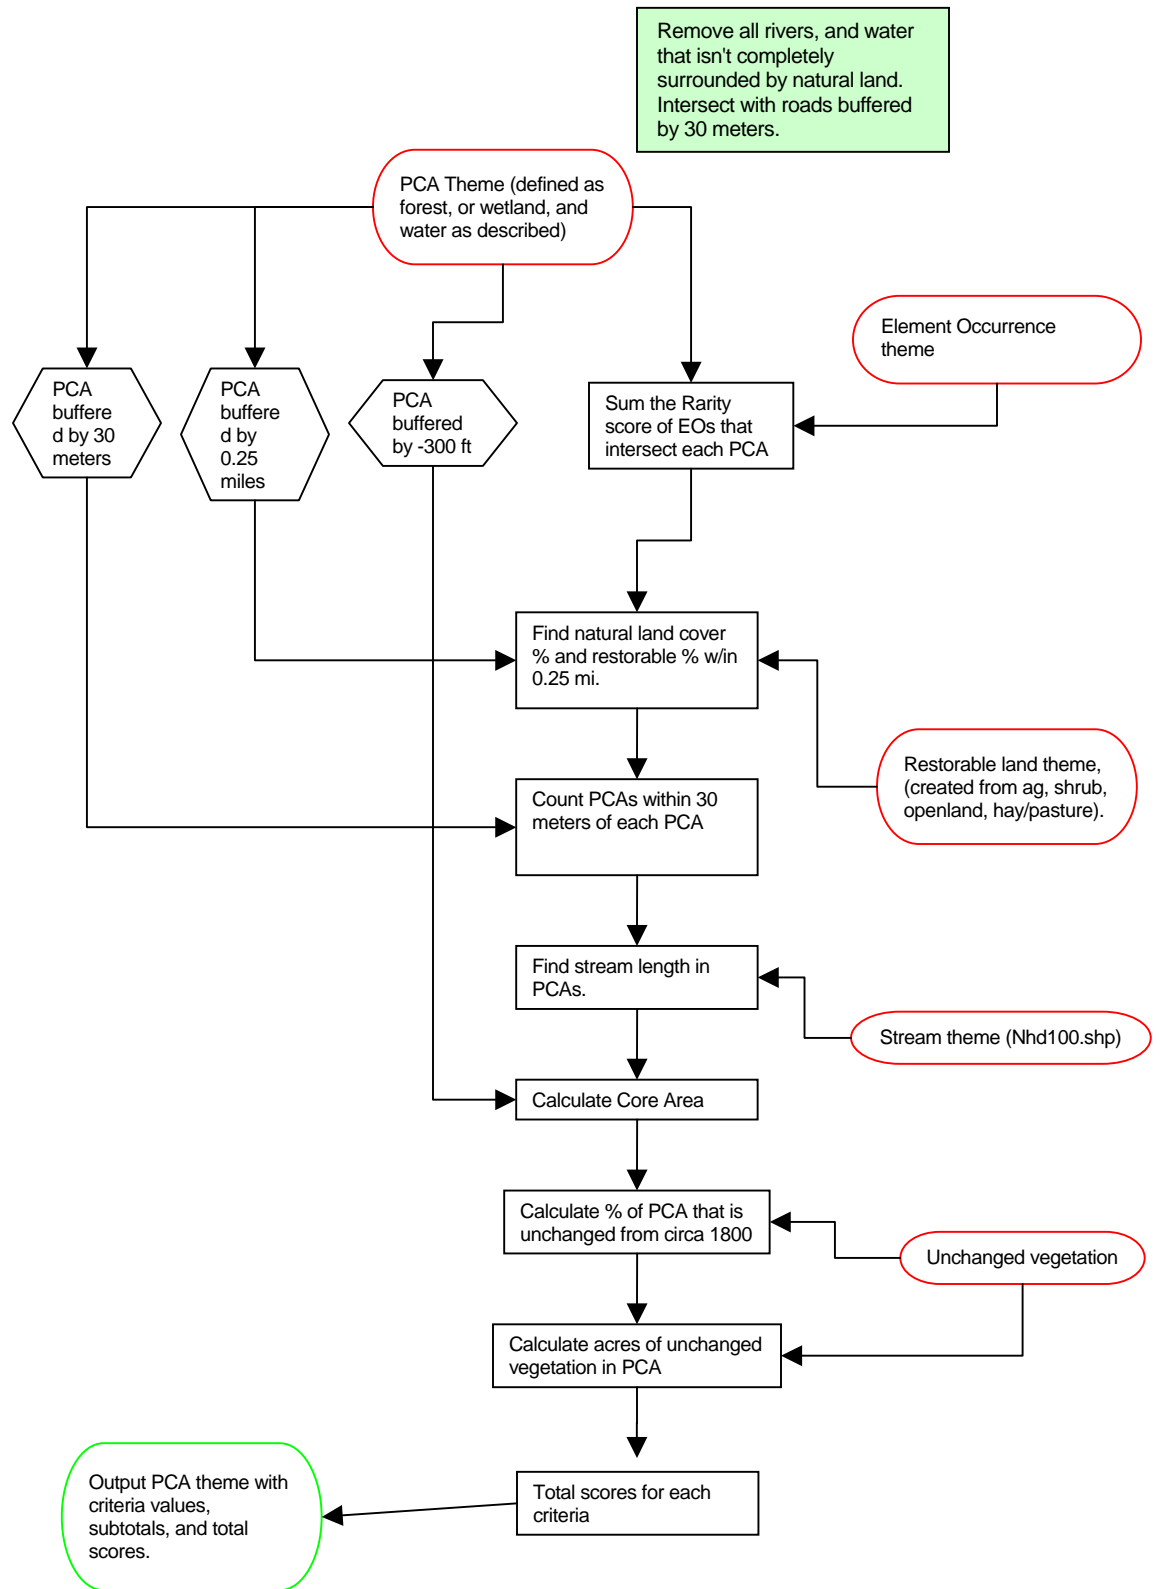 Remove all rivers, and water
that isn't completely
surrounded by natural land.
Intersect with roads buffered
by 30 meters.
PCA Theme (defined as
forest, or wetland, and
water as described)
Element Occurrence
theme
PCA
buffere
d by 30
meters
PCA
buffere
d by
0.25
miles
PCA
buffered
by -300 ft
Sum the Rarity
score of EOs that
intersect each PCA
Find natural land cover
% and restorable % w/in
0.25 mi.
Restorable land theme,
(created from ag, shrub,
openland, hay/pasture).
Count PCAs within 30
meters of each PCA
Find stream length in
PCAs.
Stream theme (Nhd100.shp)
Calculate Core Area
Calculate % of PCA that is
unchanged from circa 1800
Unchanged vegetation
Calculate acres of unchanged
vegetation in PCA
Output PCA theme with
criteria values,
subtotals, and total
scores.
Total scores for each
criteria